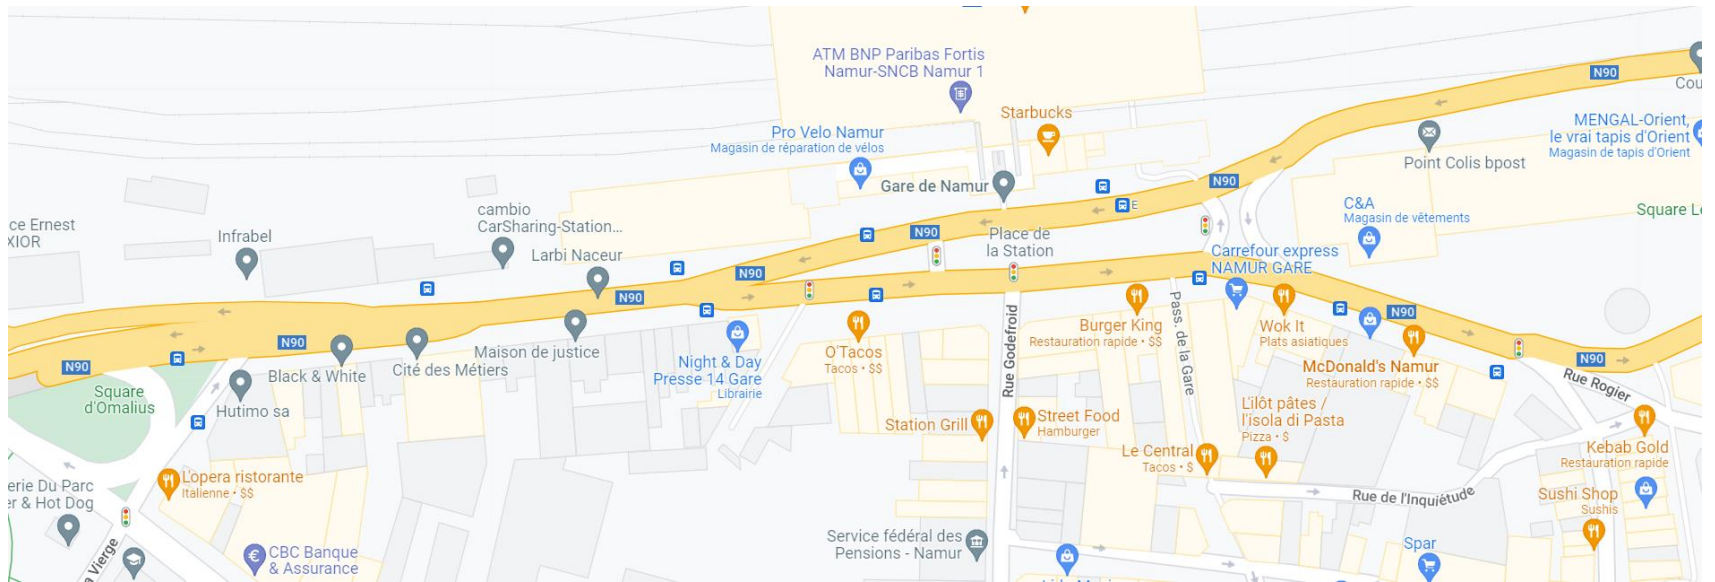 ATM BNP Paribas Fortis
Namur-SNCB Namur 1
N90
Cou
Starbucks
MENGAL-Orient,
le vrai tapis d'Orient
Magasin de tapis d'Orient
Pro Velo Namur
Magasin de réparation de vélos
Point Colis bpost
Gare de Namur
N90
E
C&A
Magasin de vêtements
Square Le
cambio
CarSharing-Station...
ce Ernest
XIOR
Infrabel
Larbi Naceur
N90
Place de
la Station
Carrefour express
NAMUR GARE
N90
N90
N90
Pass. de la Gare
Burger King
Restauration rapide • $$
Wok It
Plats asiatiques
N90
Maison de justice
Black & White
Cité des Métiers
N90
N90
Night & Day
Presse 14 Gare
Librairie
O'Tacos
Tacos • $$
Rue Godefroid
McDonald's Namur
Restauration rapide • $$
N90
Rue Rogier
Square
d'Omalius
Hutimo sa
Station Grill
Street Food
Hamburger
L'ilôt pâtes /
l'isola di Pasta
Pizza • $
Le Central
Tacos • $
Kebab Gold
Restauration rapide
L'opera ristorante
Italienne • $$
erie Du Parc
er & Hot Dog
Rue de l'Inquiétude
Sushi Shop
Sushis
a Vierge
CBC Banque
& Assurance
Service fédéral des
Pensions - Namur
Spar